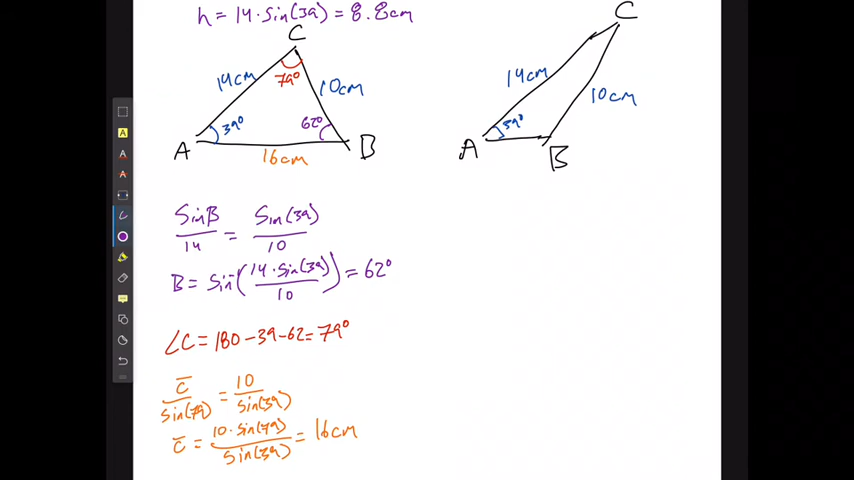 h = 14·sin(39) = 8.8cm
C
79°
14cm
10cm
39°
62°
A
B
16cm
C
14cm
10cm
39°
A
B
SinB/14 = Sin(39)/10
B = sin⁻(14·sin(39)/10) = 62°
∠C = 180-39-62 = 79°
c̅/sin(79) = 10/sin(39)
c̅ = 10·sin(79)/sin(39) = 16cm